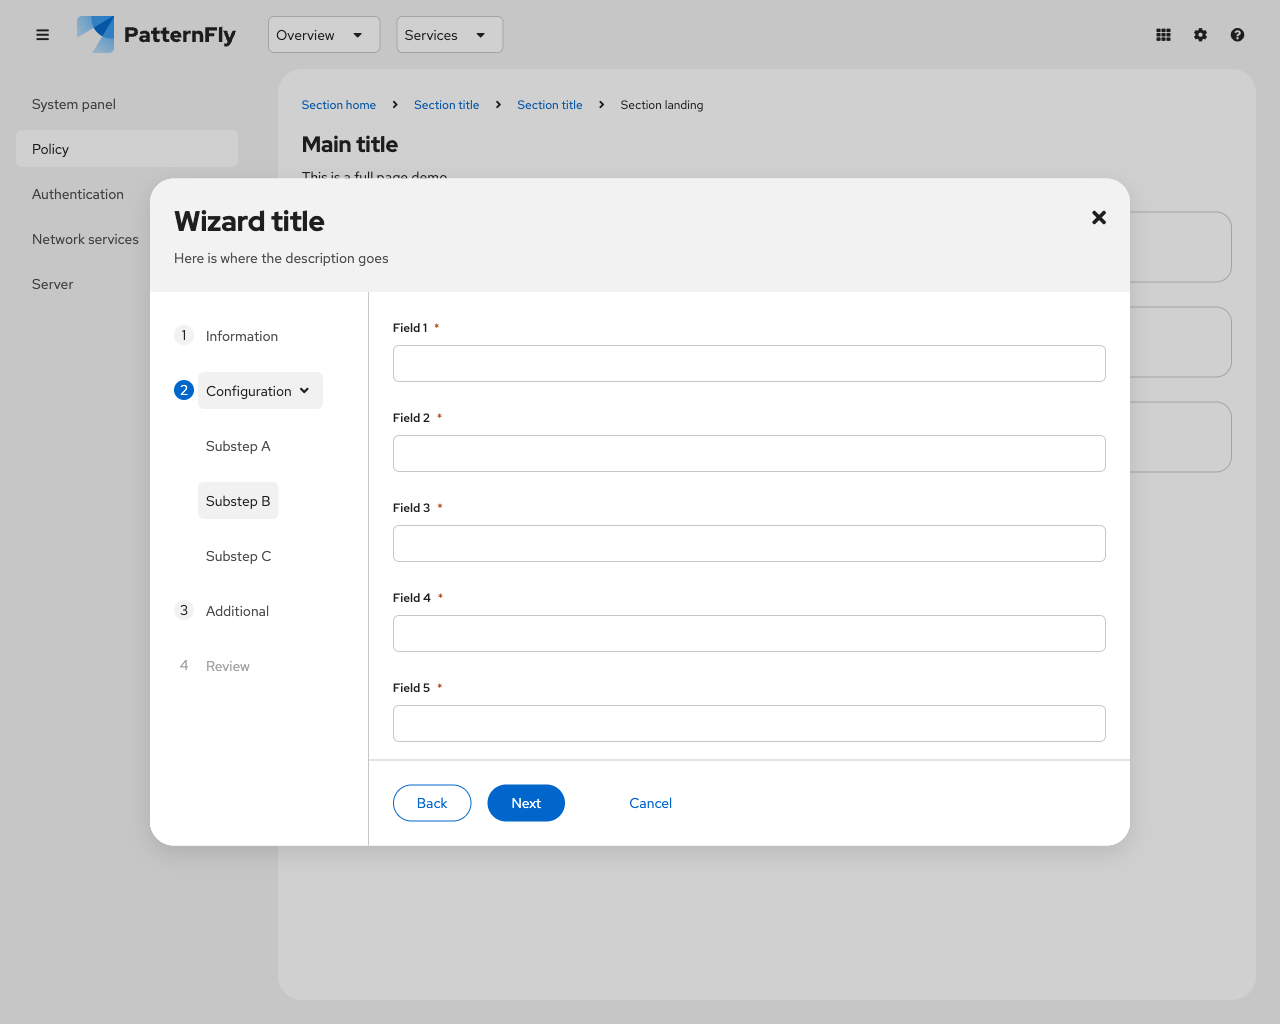 PatternFly
Overview
Services
System panel
Policy
Authentication
Network services
Server
Section home
Section title
Section title
Section landing
Main title
This is a full page demo
Wizard title
Here is where the description goes
1 Information
2 Configuration
Substep A
Substep B
Substep C
3 Additional
4 Review
Field 1 *
Field 2 *
Field 3 *
Field 4 *
Field 5 *
Back
Next
Cancel